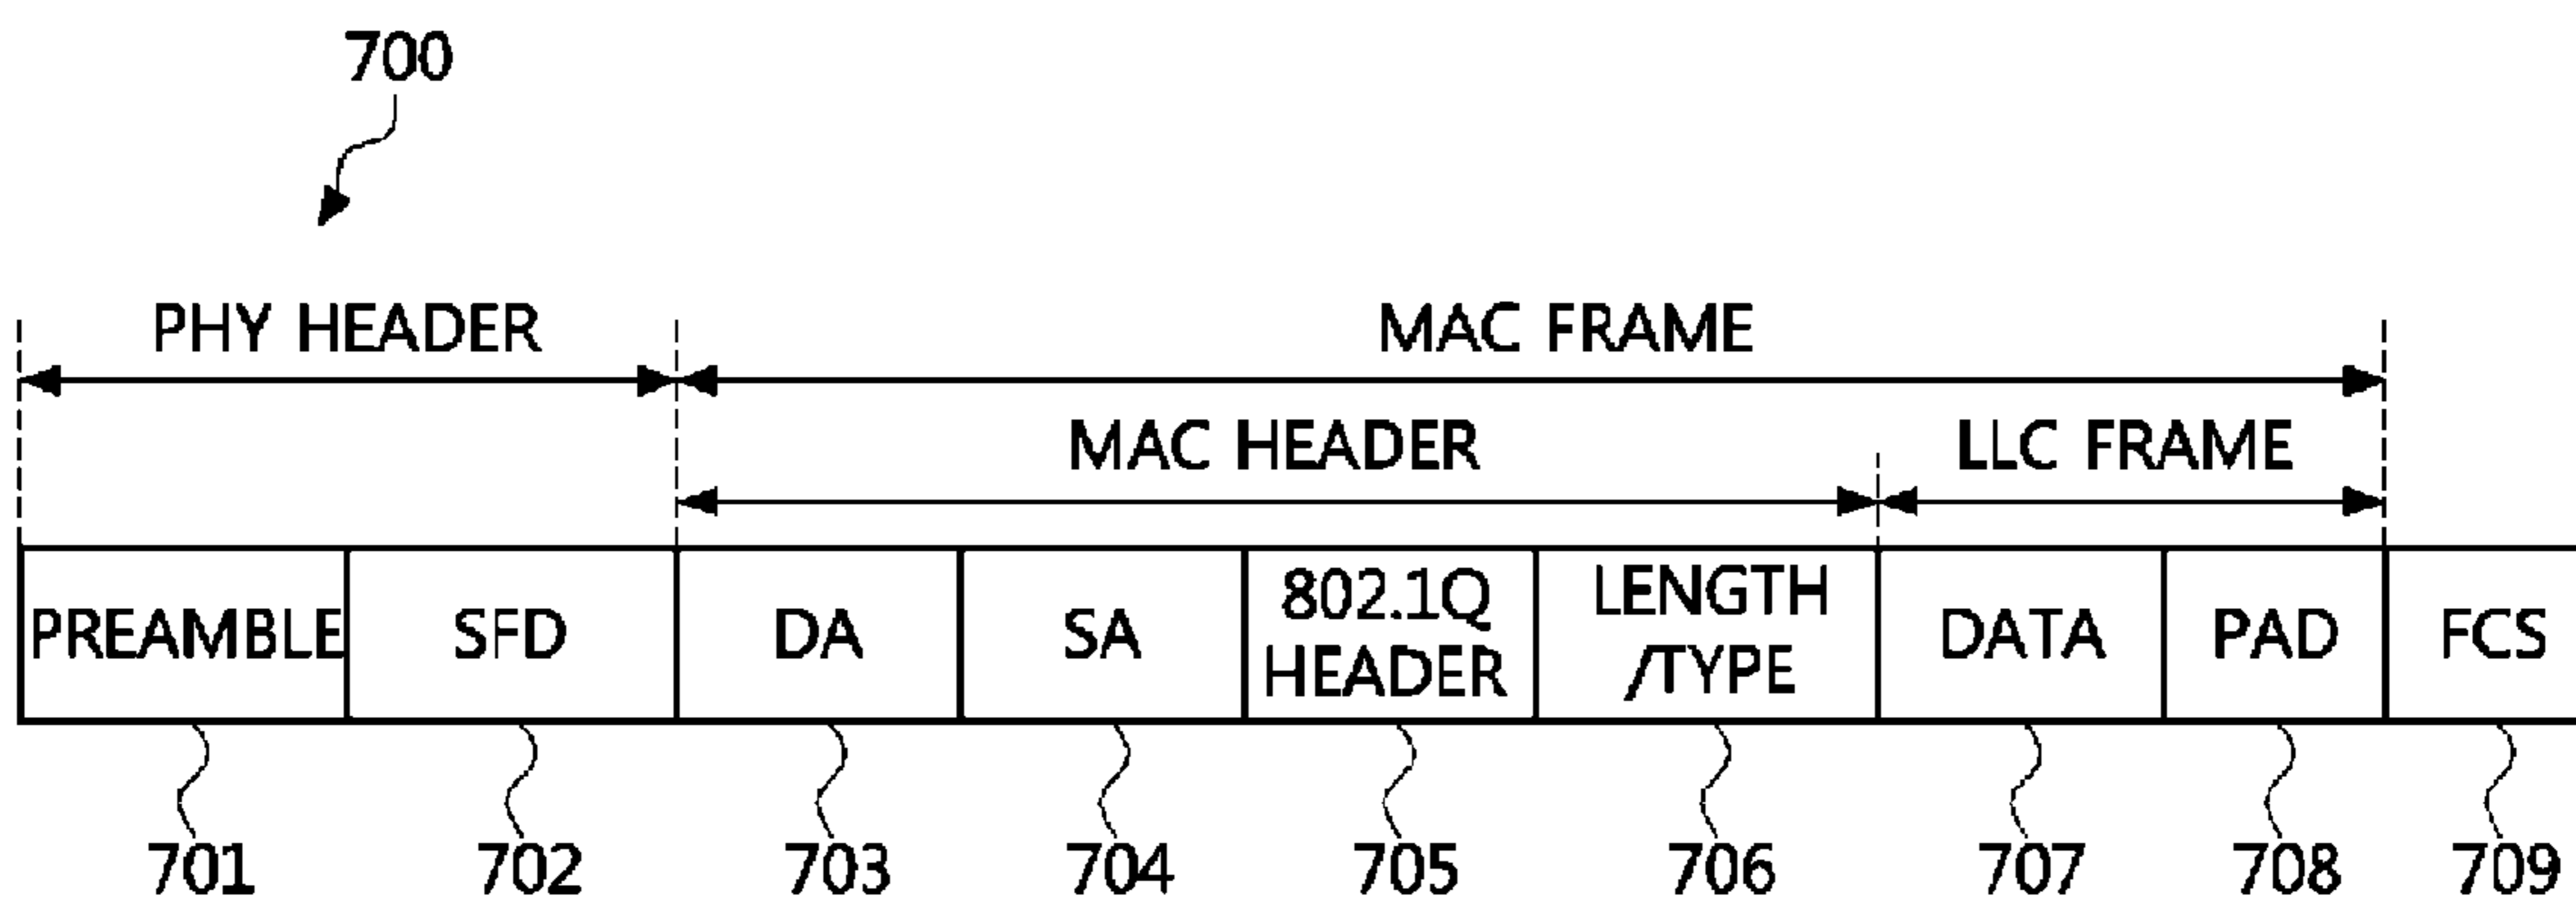 700
PHY HEADER MAC FRAME
MAC HEADER LLC FRAME
PREAMBLE SFD DA SA 802.1Q HEADER LENGTH /TYPE DATA PAD FCS
701 702 703 704 705 706 707 708 709